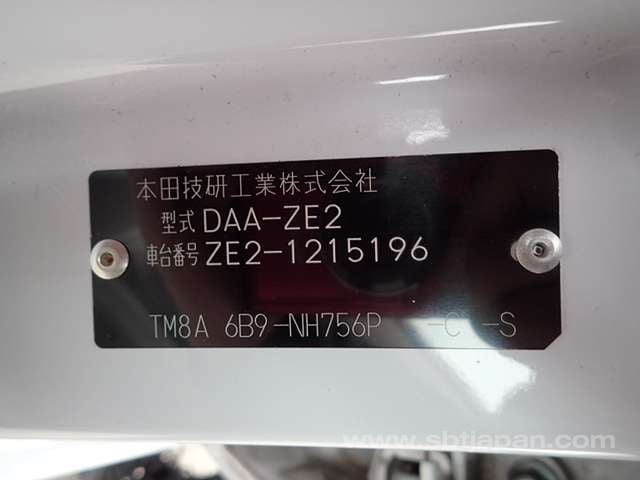 本田技研工業株式会社
型式 DAA-ZE2
車台番号 ZE2-1215196
TM8A 6B9-NH756P -C -S
www.sbtjapan.com